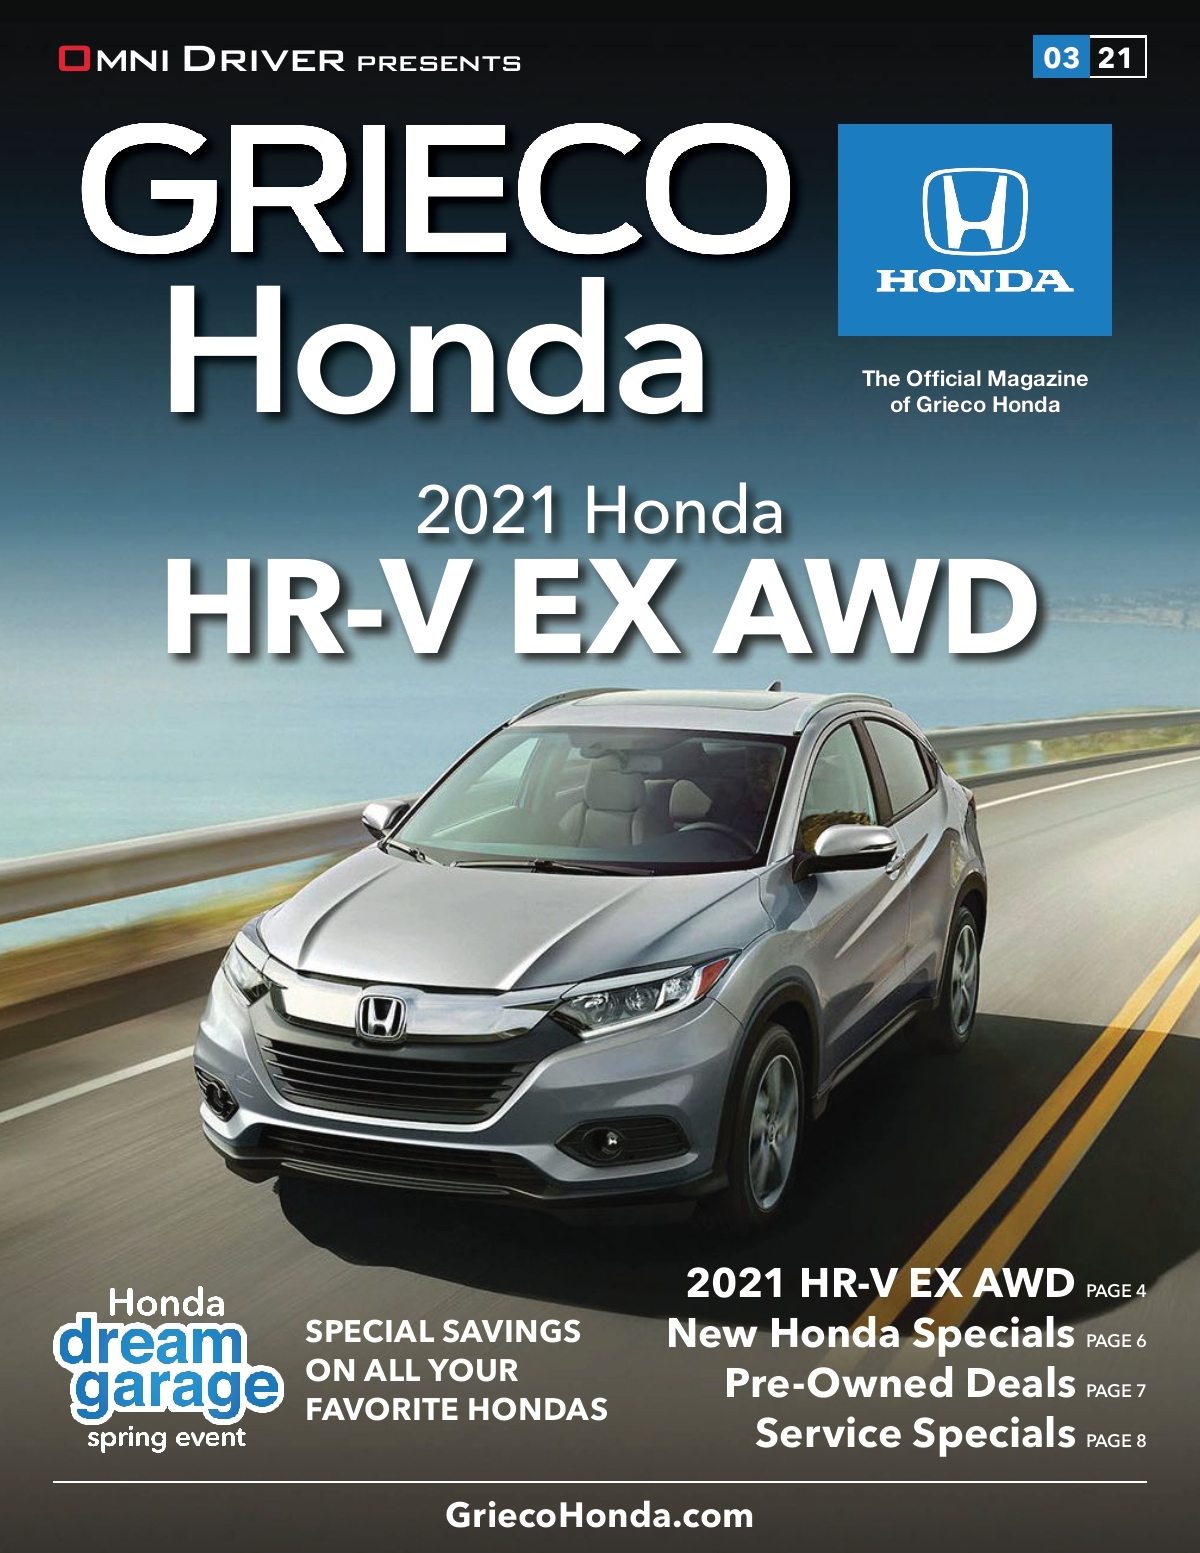 OMNI DRIVER PRESENTS
03 21
GRIECO
Honda
HONDA
The Official Magazine
of Grieco Honda
2021 Honda
HR-V EX AWD
2021 HR-V EX AWD PAGE 4
New Honda Specials PAGE 6
Pre-Owned Deals PAGE 7
Service Specials PAGE 8
Honda
dream
garage
spring event
SPECIAL SAVINGS
ON ALL YOUR
FAVORITE HONDAS
GriecoHonda.com